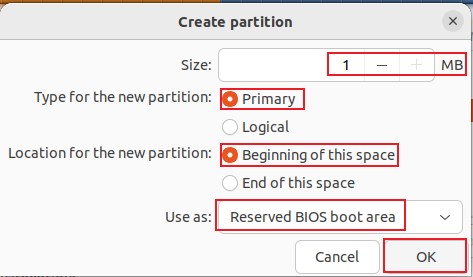 Create partition
Size: 1 − + MB
Type for the new partition: Primary
Logical
Location for the new partition: Beginning of this space
End of this space
Use as: Reserved BIOS boot area
Cancel OK